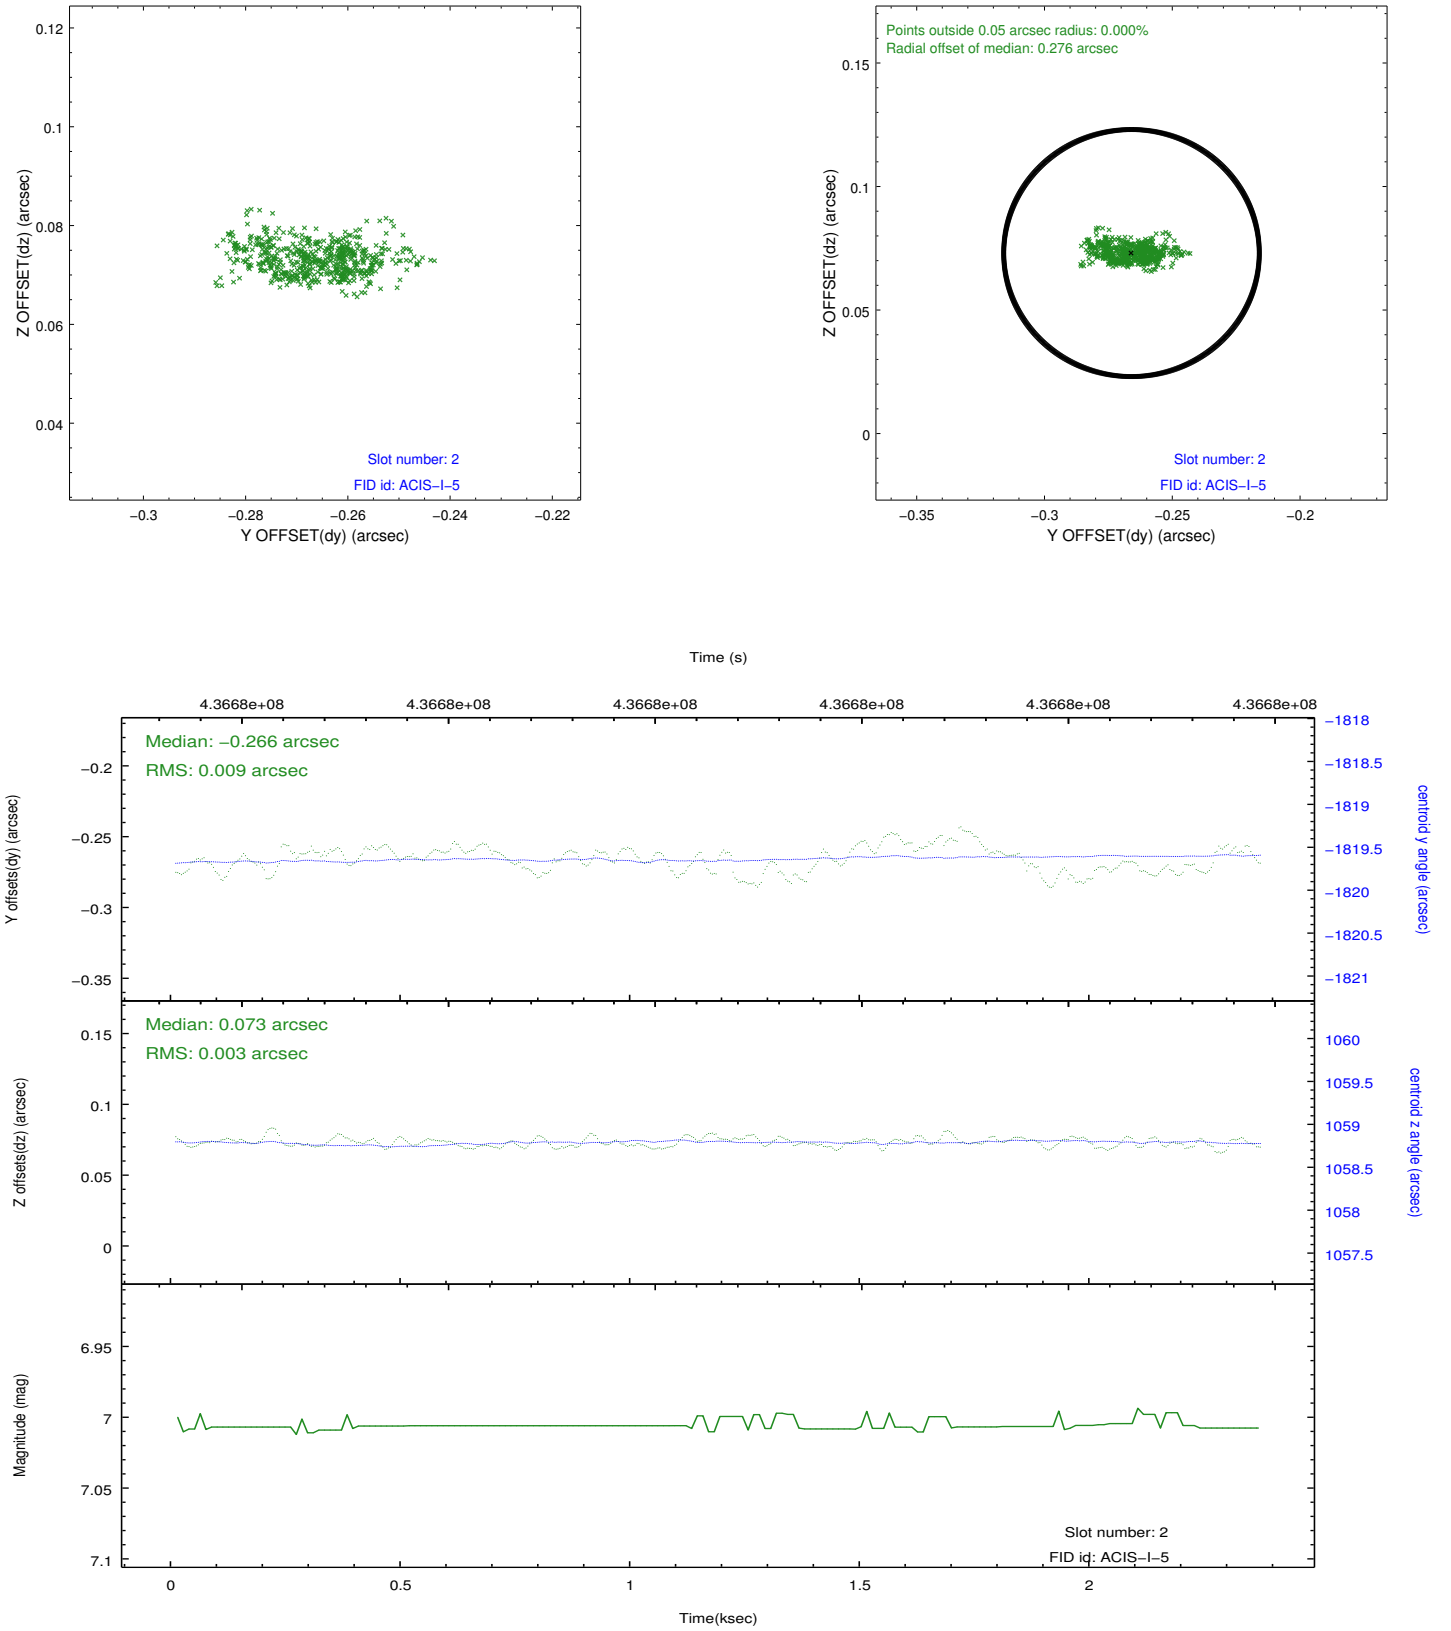 0.12
0.1
0.08
0.06
0.04
Z OFFSET(dz) (arcsec)
Slot number: 2
FID id: ACIS−I−5
−0.3
−0.28
−0.26
−0.24
−0.22
Y OFFSET(dy) (arcsec)
Points outside 0.05 arcsec radius: 0.000%
Radial offset of median: 0.276 arcsec
0.15
0.1
0.05
0
Z OFFSET(dz) (arcsec)
Slot number: 2
FID id: ACIS−I−5
−0.35
−0.3
−0.25
−0.2
Y OFFSET(dy) (arcsec)
Time (s)
4.3668e+08
4.3668e+08
4.3668e+08
4.3668e+08
4.3668e+08
4.3668e+08
Median: −0.266 arcsec
RMS: 0.009 arcsec
−0.2
−0.25
−0.3
−0.35
Y offsets(dy) (arcsec)
−1818
−1818.5
−1819
−1819.5
−1820
−1820.5
−1821
centroid y angle (arcsec)
Median: 0.073 arcsec
RMS: 0.003 arcsec
0.15
0.1
0.05
0
Z offsets(dz) (arcsec)
1060
1059.5
1059
1058.5
1058
1057.5
centroid z angle (arcsec)
6.95
7
7.05
7.1
Magnitude (mag)
Slot number: 2
FID id: ACIS−I−5
0
0.5
1
1.5
2
Time(ksec)